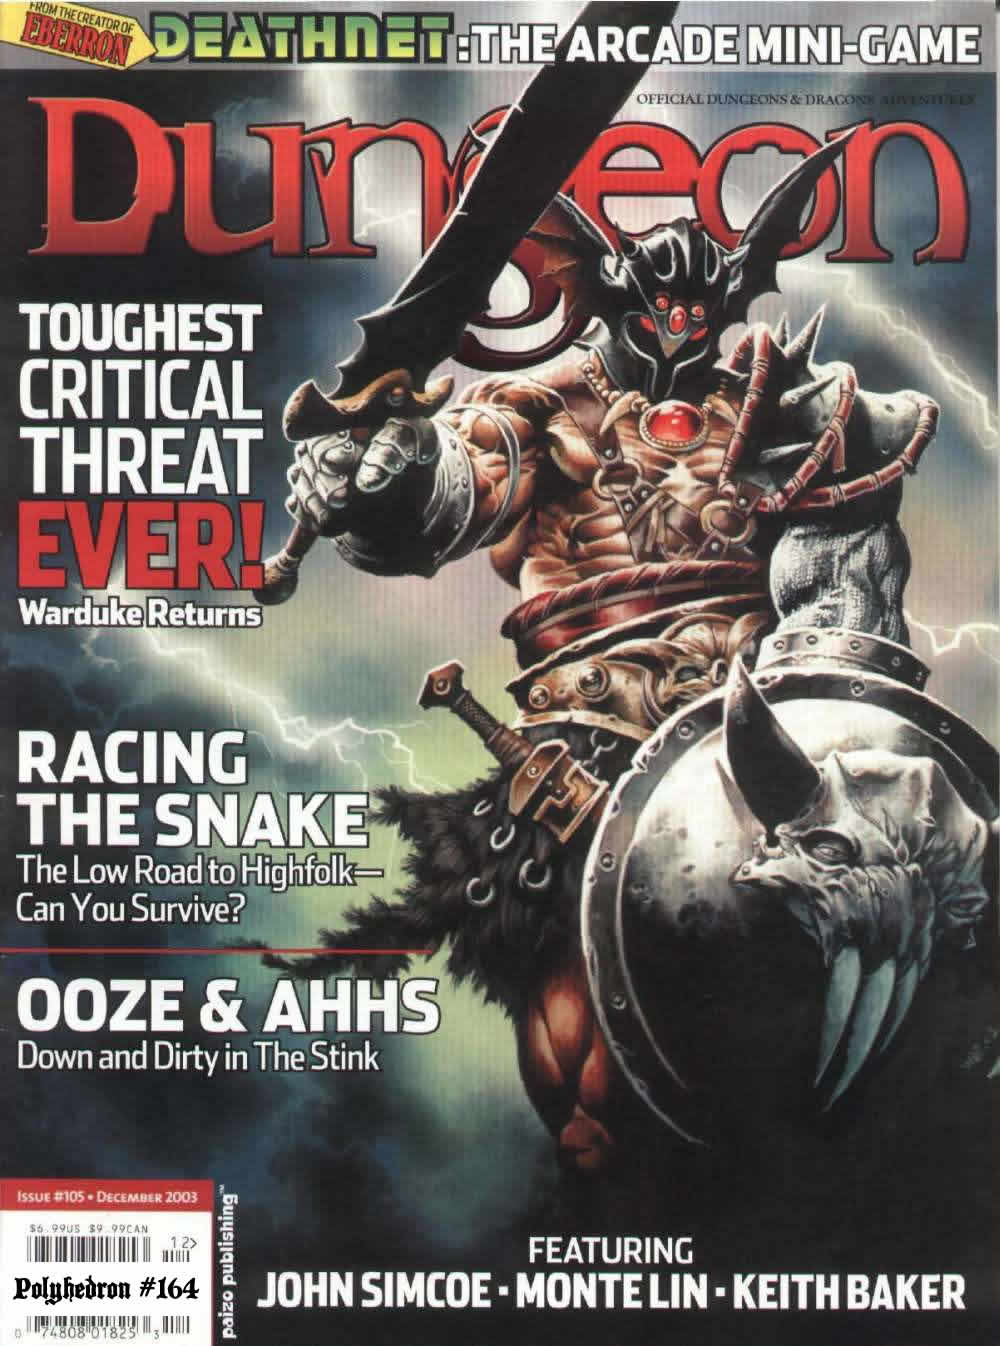 FROM THE CREATOR OF
EBERRON
DEATHNET:THE ARCADE MINI-GAME
OFFICIAL DUNGEONS & DRAGONS ADVENTURES
Dungeon
TOUGHEST
CRITICAL
THREAT
EVER!
Warduke Returns
RACING
THE SNAKE
The Low Road to Highfolk—
Can You Survive?
OOZE & AHHS
Down and Dirty in The Stink
ISSUE #105 • DECEMBER 2003
$6.99US $9.99CAN
12>
Polyhedron #164
0 74808 01825 3
paizo publishing™
FEATURING
JOHN SIMCOE · MONTE LIN · KEITH BAKER